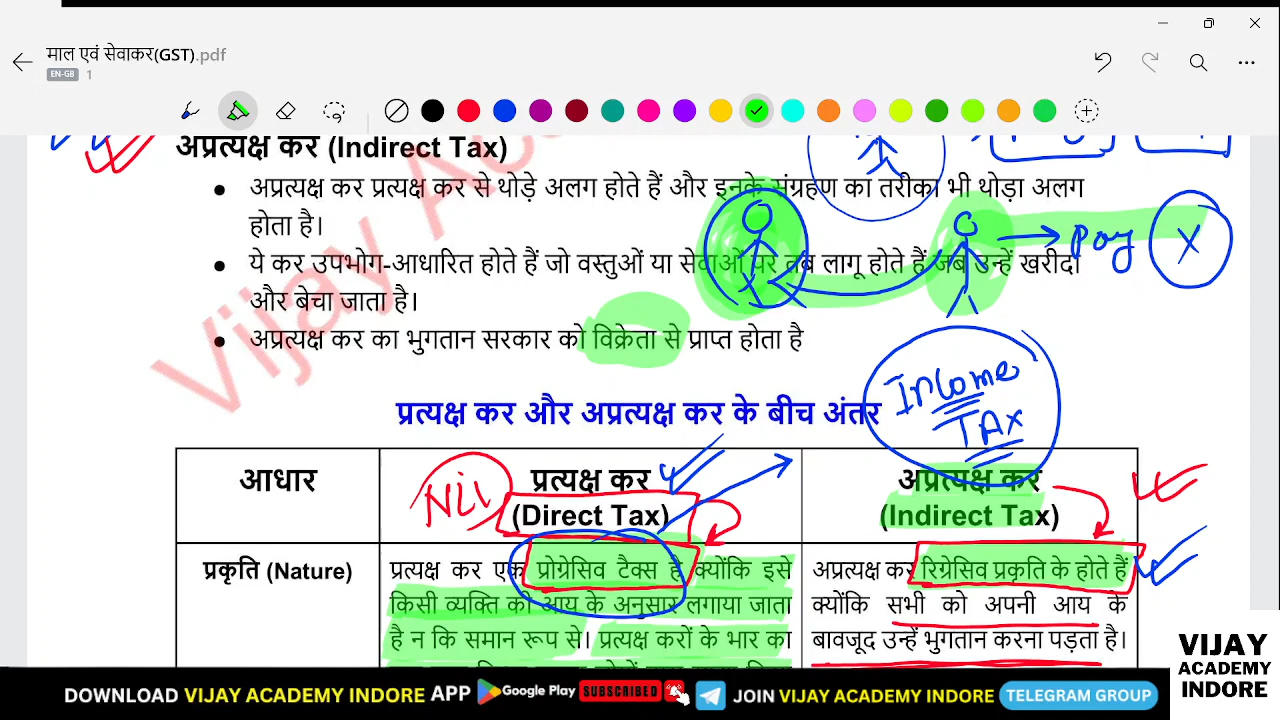 माल एवं सेवाकर(GST).pdf
EN-GB 1
अप्रत्यक्ष कर (Indirect Tax)
अप्रत्यक्ष कर प्रत्यक्ष कर से थोड़े अलग होते हैं और इनके संग्रहण का तरीका भी थोड़ा अलग
होता है।
ये कर उपभोग-आधारित होते हैं जो वस्तुओं या सेवाओं पर तब लागू होते हैं जब उन्हें खरीदा
और बेचा जाता है।
Pay X
अप्रत्यक्ष कर का भुगतान सरकार को विक्रेता से प्राप्त होता है
Income
TAX
प्रत्यक्ष कर और अप्रत्यक्ष कर के बीच अंतर
आधार
Nil
प्रत्यक्ष कर
(Direct Tax)
अप्रत्यक्ष कर
(Indirect Tax)
प्रकृति (Nature)
प्रत्यक्ष कर एक प्रोग्रेसिव टैक्स है क्योंकि इसे
किसी व्यक्ति की आय के अनुसार लगाया जाता
है न कि समान रूप से। प्रत्यक्ष करों के भार का
अप्रत्यक्ष कर रिग्रेसिव प्रकृति के होते हैं
क्योंकि सभी को अपनी आय के
बावजूद उन्हें भुगतान करना पड़ता है।
Vijay
VIJAY
ACADEMY
INDORE
DOWNLOAD VIJAY ACADEMY INDORE APP Google Play SUBSCRIBED JOIN VIJAY ACADEMY INDORE TELEGRAM GROUP